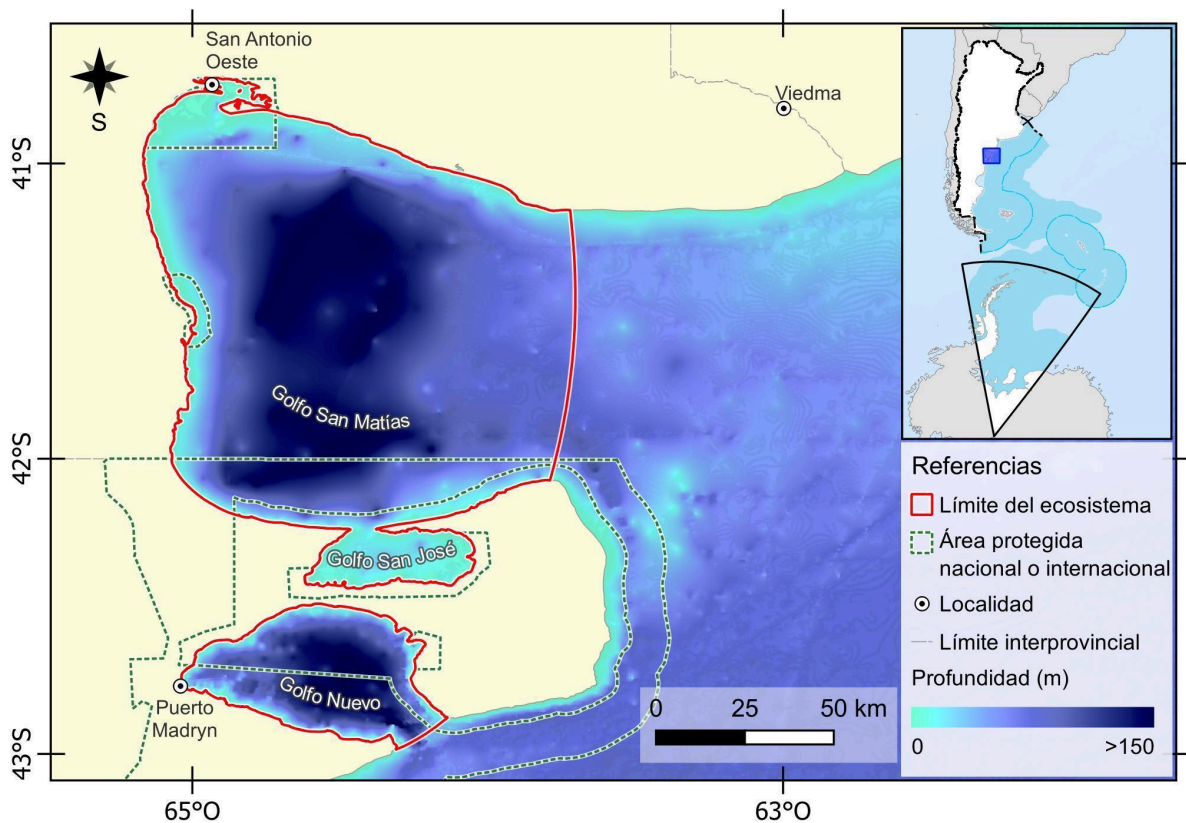 San Antonio
Oeste
S
Viedma
41°S
42°S
43°S
Golfo San Matías
Golfo San José
Golfo Nuevo
Puerto
Madryn
0 25 50 km
65°O
63°O
Referencias
Límite del ecosistema
Área protegida
nacional o internacional
Localidad
Límite interprovincial
Profundidad (m)
0 >150